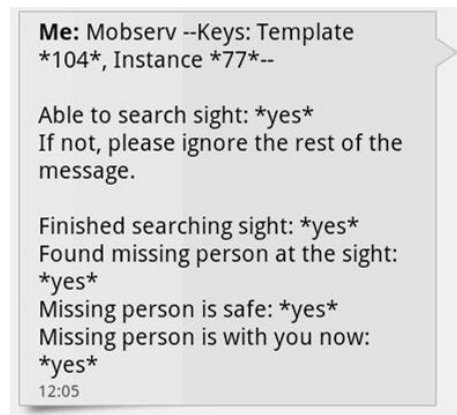 Me: Mobserv --Keys: Template
*104*, Instance *77*--
Able to search sight: *yes*
If not, please ignore the rest of the
message.
Finished searching sight: *yes*
Found missing person at the sight:
*yes*
Missing person is safe: *yes*
Missing person is with you now:
*yes*
12:05